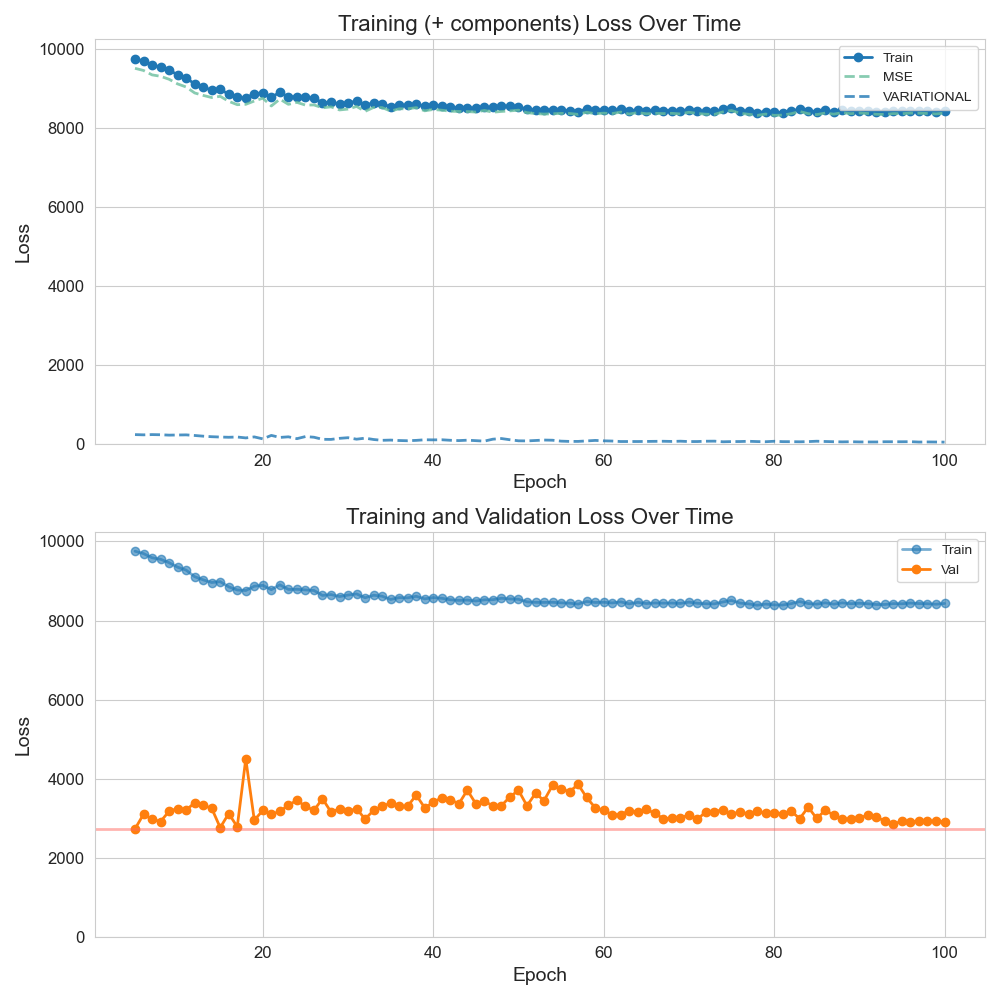 Training (+ components) Loss Over Time
Train
MSE
VARIATIONAL
Loss
10000
8000
6000
4000
2000
0
20 40 60 80 100
Epoch
Training and Validation Loss Over Time
Train
Val
Loss
10000
8000
6000
4000
2000
0
20 40 60 80 100
Epoch